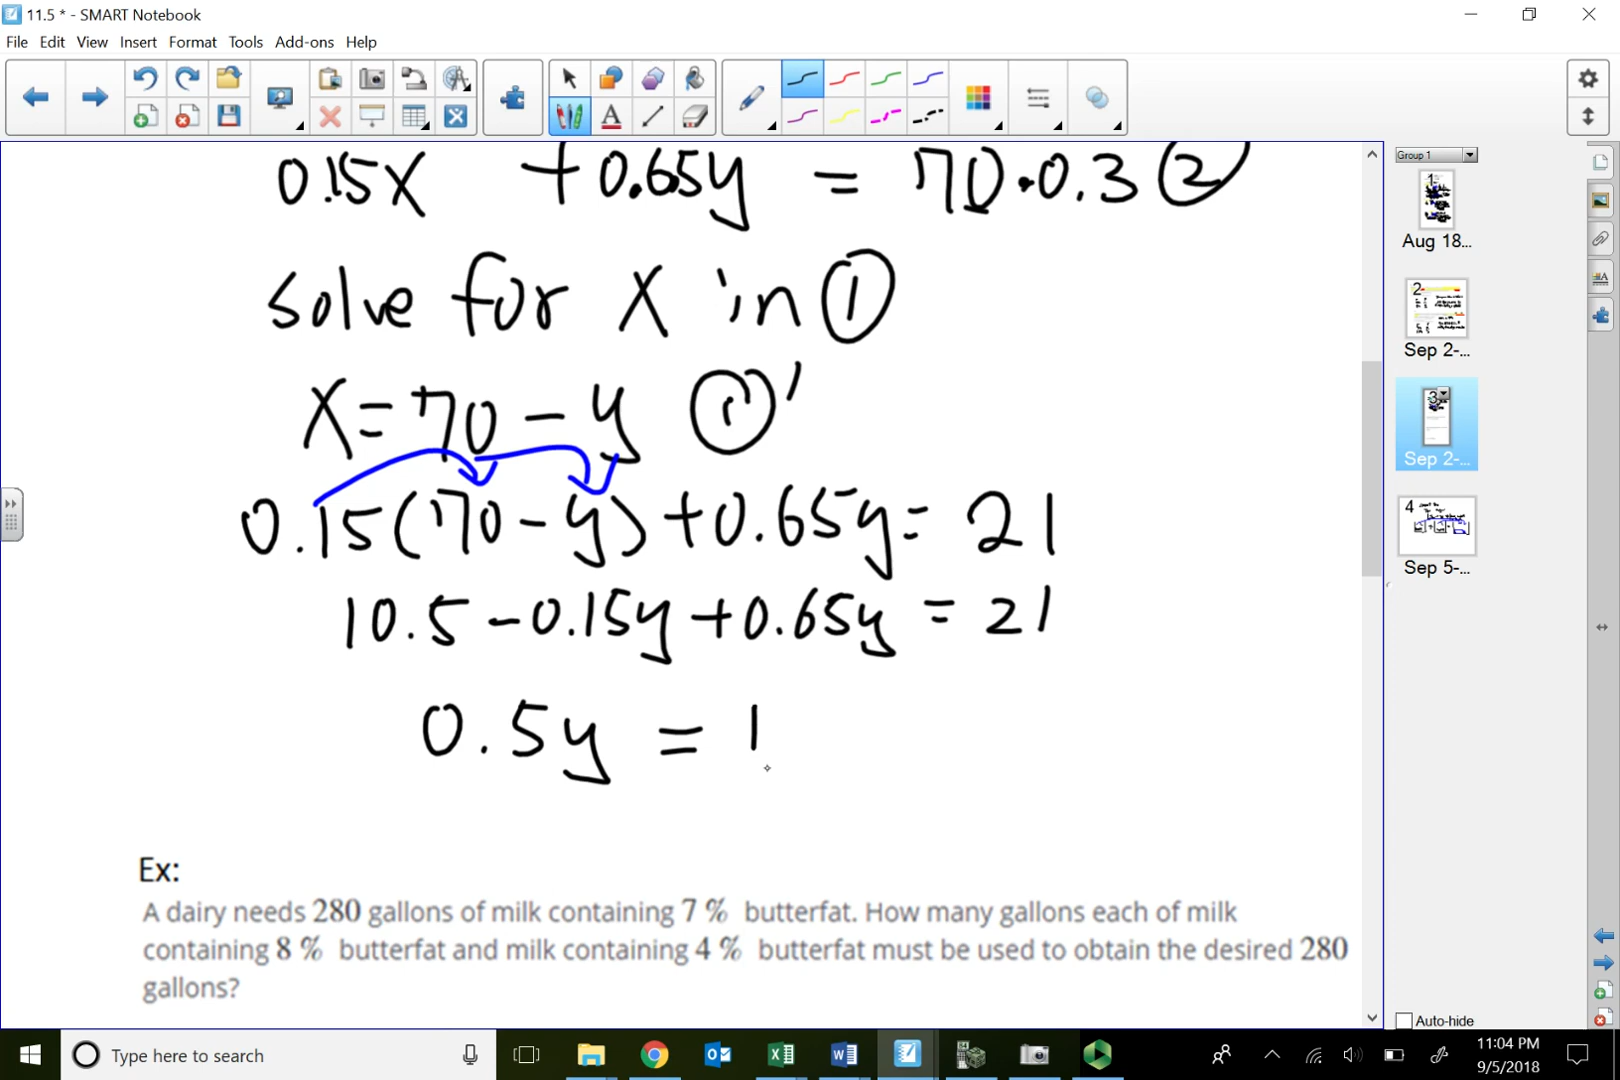 11.5 * - SMART Notebook
File Edit View Insert Format Tools Add-ons Help
0.15x + 0.65y = 70·0.3 ②
solve for x in ①
x = 70 - y ①'
0.15(70 - y) + 0.65y = 21
10.5 - 0.15y + 0.65y = 21
0.5y = 1
Ex:
A dairy needs 280 gallons of milk containing 7 % butterfat. How many gallons each of milk
containing 8 % butterfat and milk containing 4 % butterfat must be used to obtain the desired 280
gallons?
Group 1
1
Aug 18...
2
Sep 2-...
3
Sep 2-...
4
Sep 5-...
Auto-hide
Type here to search
11:04 PM
9/5/2018